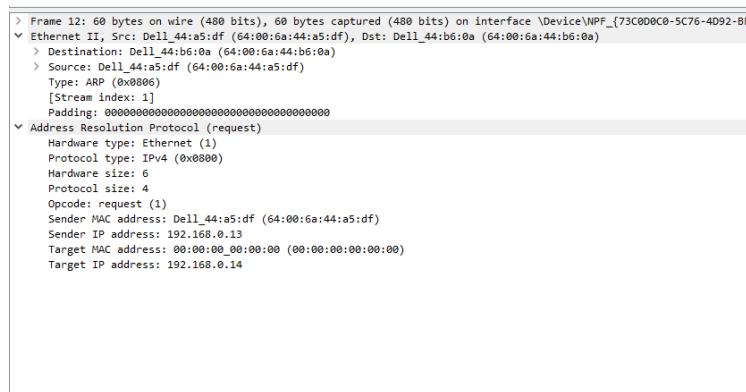 Frame 12: 60 bytes on wire (480 bits), 60 bytes captured (480 bits) on interface \Device\NPF_{73C0D0C0-5C76-4D92-B
Ethernet II, Src: Dell_44:a5:df (64:00:6a:44:a5:df), Dst: Dell_44:b6:0a (64:00:6a:44:b6:0a)
Destination: Dell_44:b6:0a (64:00:6a:44:b6:0a)
Source: Dell_44:a5:df (64:00:6a:44:a5:df)
Type: ARP (0x0806)
[Stream index: 1]
Padding: 000000000000000000000000000000000000
Address Resolution Protocol (request)
Hardware type: Ethernet (1)
Protocol type: IPv4 (0x0800)
Hardware size: 6
Protocol size: 4
Opcode: request (1)
Sender MAC address: Dell_44:a5:df (64:00:6a:44:a5:df)
Sender IP address: 192.168.0.13
Target MAC address: 00:00:00_00:00:00 (00:00:00:00:00:00)
Target IP address: 192.168.0.14